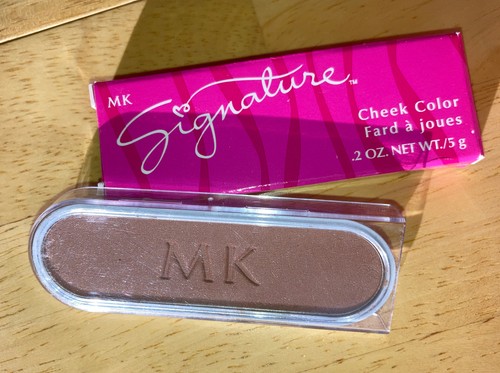 MK
Signature™
Cheek Color
Fard à joues
.2 OZ. NET WT./5 g
MK